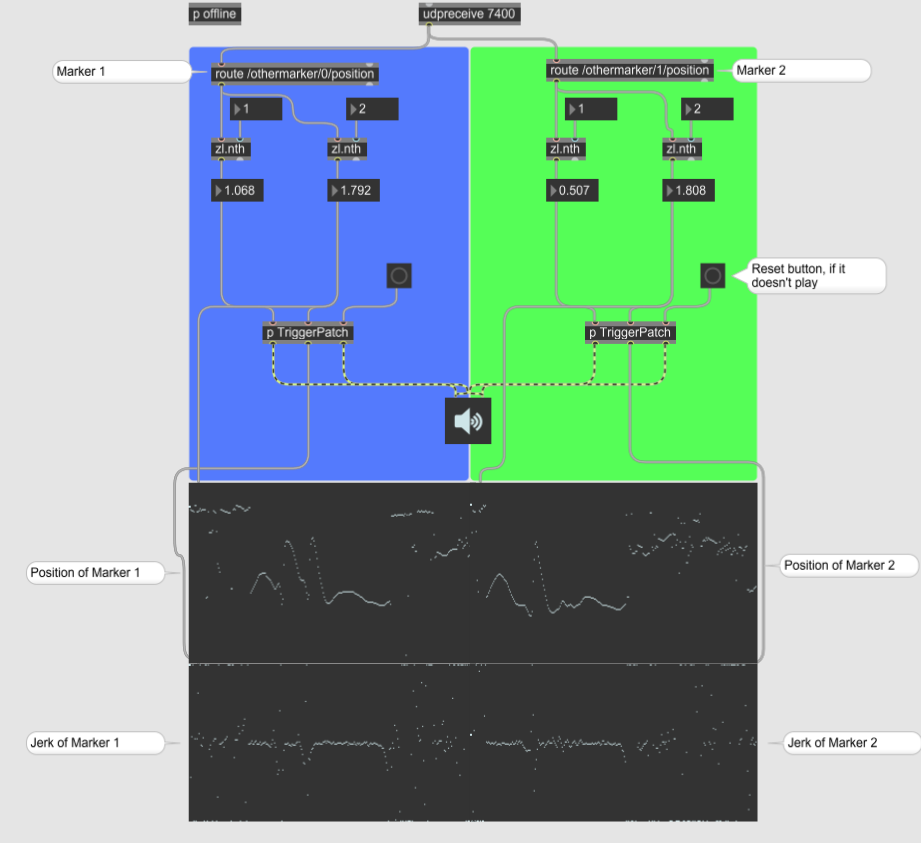 p offline
udpreceive 7400
Marker 1
route /othermarker/0/position
route /othermarker/1/position
Marker 2
1
2
1
2
zl.nth
zl.nth
zl.nth
zl.nth
1.068
1.792
0.507
1.808
Reset button, if it
doesn't play
p TriggerPatch
p TriggerPatch
Position of Marker 1
Position of Marker 2
Jerk of Marker 1
Jerk of Marker 2